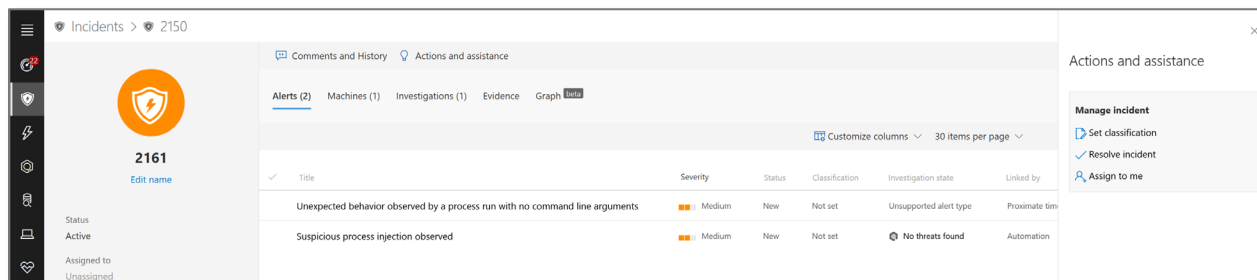 Incidents > 2150
22
2161
Edit name
Status
Active
Assigned to
Unassigned
Comments and History Actions and assistance
Alerts (2) Machines (1) Investigations (1) Evidence Graph beta
Customize columns 30 items per page
Title Severity Status Classification Investigation state Linked by
Unexpected behavior observed by a process run with no command line arguments Medium New Not set Unsupported alert type Proximate
Suspicious process injection observed Medium New Not set No threats found Automation
Actions and assistance
Manage incident
Set classification
Resolve incident
Assign to me